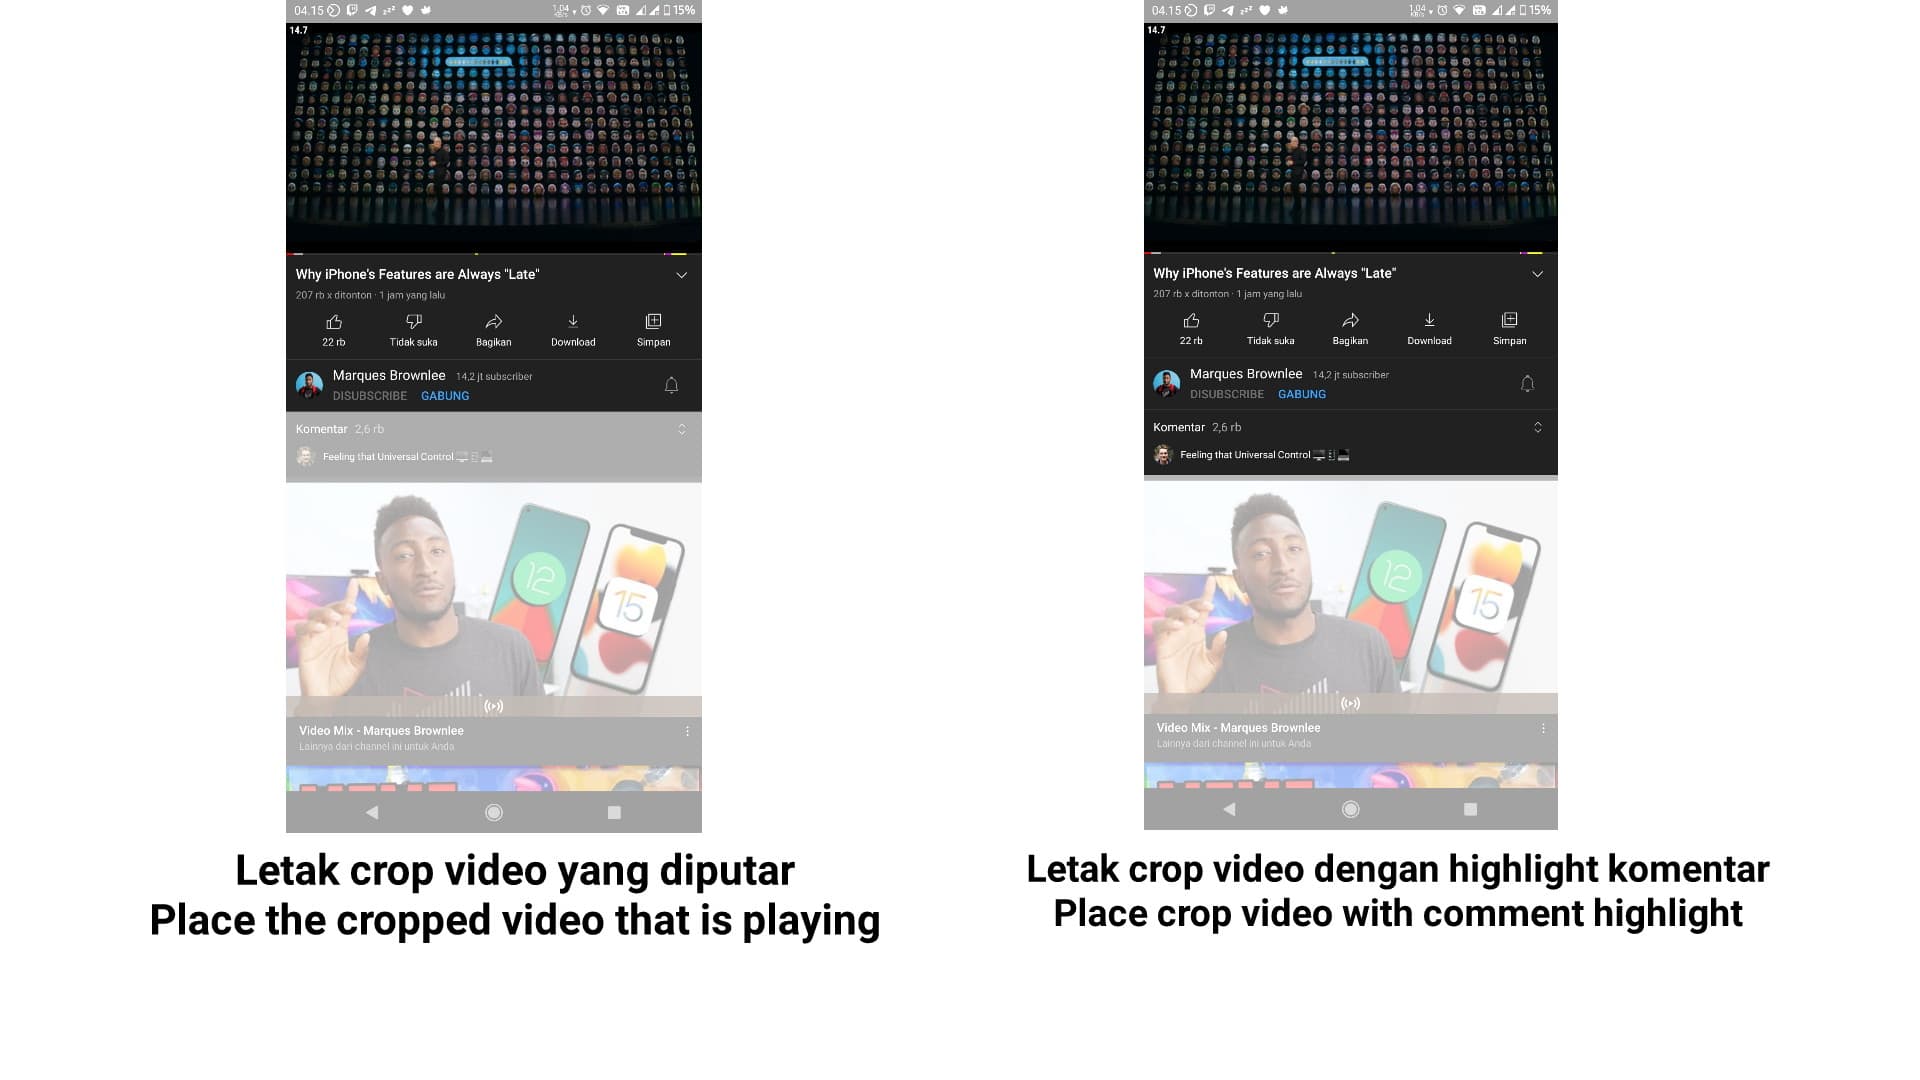 04.15
1,04
KB/s
15%
14.7
Why iPhone's Features are Always "Late"
207 rb x ditonton · 1 jam yang lalu
22 rb
Tidak suka
Bagikan
Download
Simpan
Marques Brownlee 14,2 jt subscriber
DISUBSCRIBE GABUNG
Komentar 2,6 rb
Feeling that Universal Control
12
15
Video Mix - Marques Brownlee
Lainnya dari channel ini untuk Anda
Letak crop video yang diputar
Place the cropped video that is playing
04.15
1,04
KB/s
15%
14.7
Why iPhone's Features are Always "Late"
207 rb x ditonton · 1 jam yang lalu
22 rb
Tidak suka
Bagikan
Download
Simpan
Marques Brownlee 14,2 jt subscriber
DISUBSCRIBE GABUNG
Komentar 2,6 rb
Feeling that Universal Control
12
15
Video Mix - Marques Brownlee
Lainnya dari channel ini untuk Anda
Letak crop video dengan highlight komentar
Place crop video with comment highlight